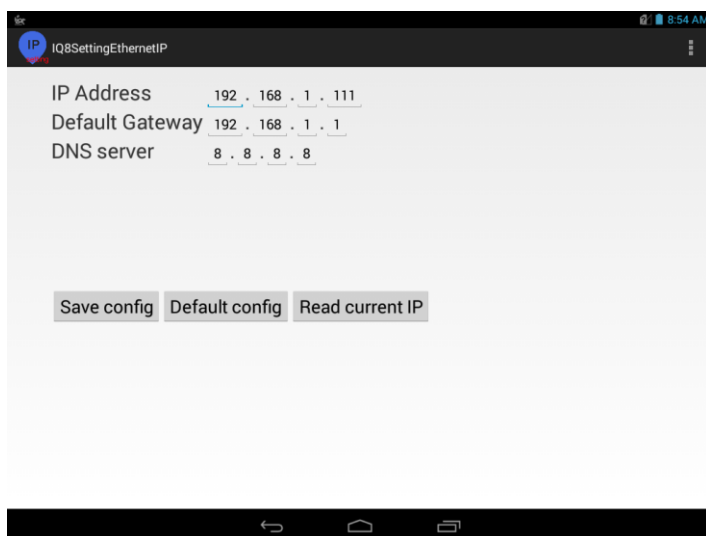 8:54 AM
IP
setting
IQ8SettingEthernetIP
IP Address 192 . 168 . 1 . 111
Default Gateway 192 . 168 . 1 . 1
DNS server 8 . 8 . 8 . 8
Save config Default config Read current IP